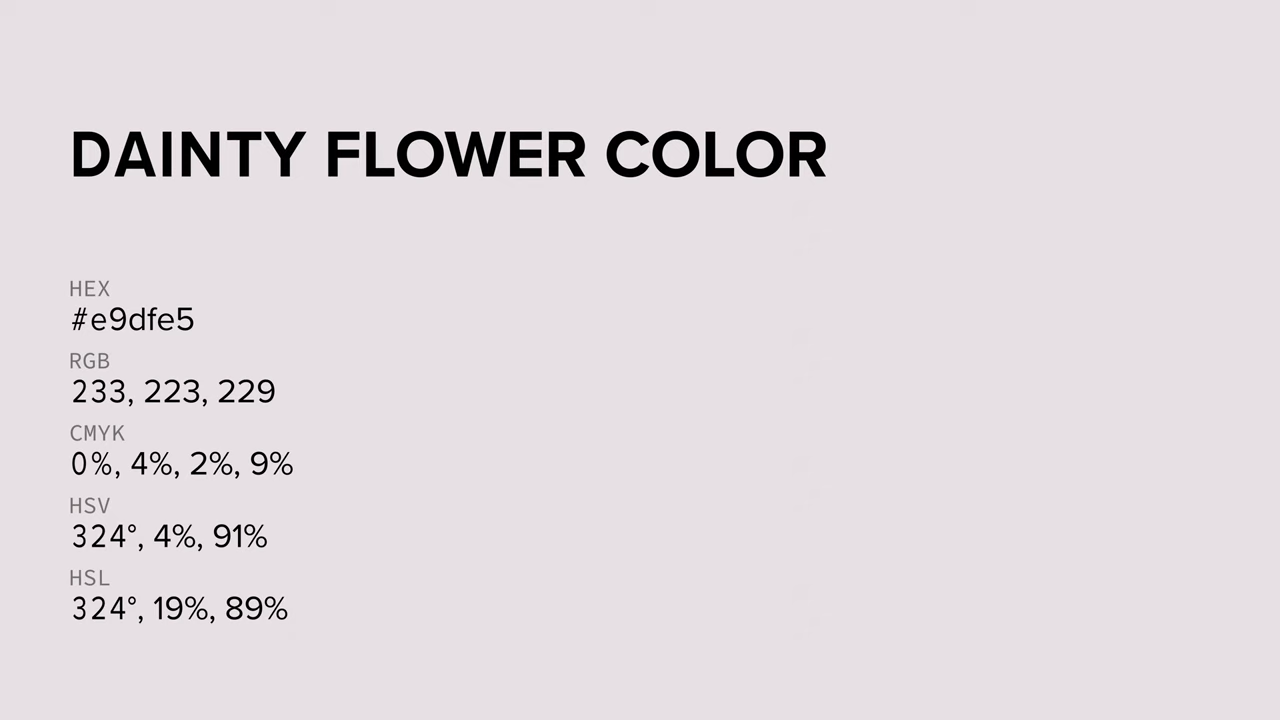 DAINTY FLOWER COLOR
HEX
#e9dfe5
RGB
233, 223, 229
CMYK
0%, 4%, 2%, 9%
HSV
324°, 4%, 91%
HSL
324°, 19%, 89%